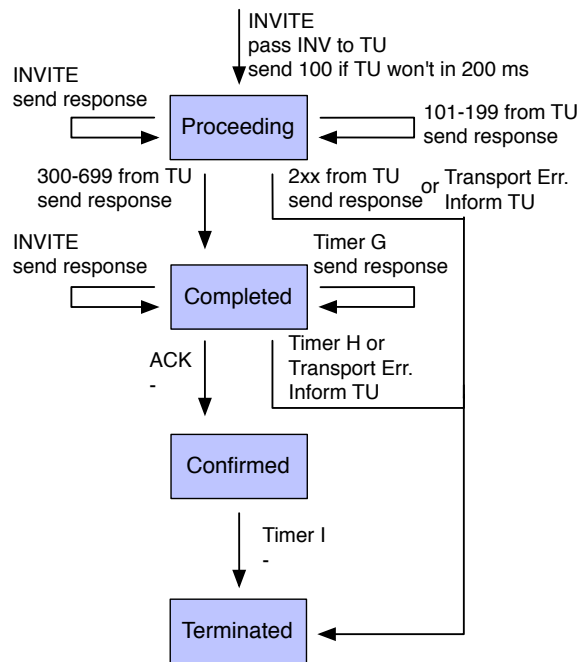 INVITE
pass INV to TU
send 100 if TU won't in 200 ms
INVITE
send response
Proceeding
101-199 from TU
send response
300-699 from TU
send response
2xx from TU
send response
or
Transport Err.
Inform TU
INVITE
send response
Completed
Timer G
send response
ACK
-
Timer H or
Transport Err.
Inform TU
Confirmed
Timer I
-
Terminated